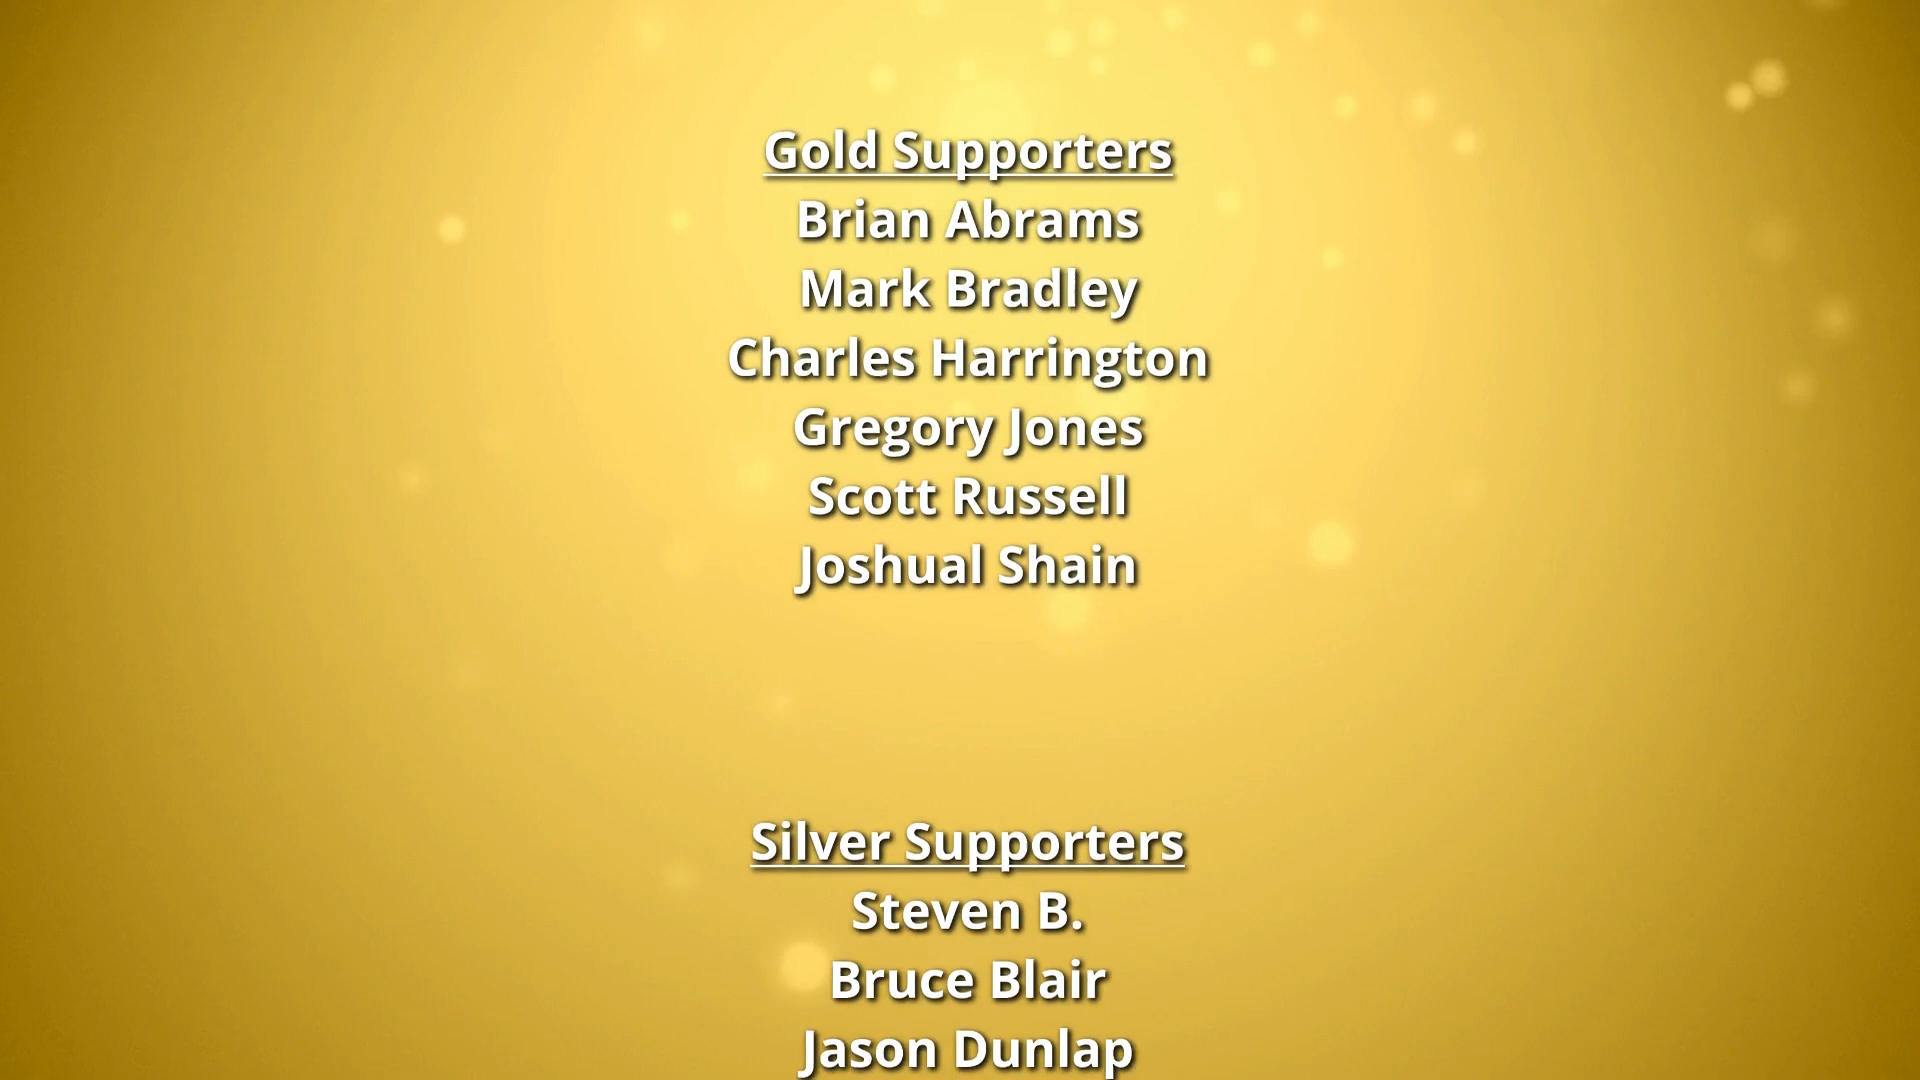 Gold Supporters
Brian Abrams
Mark Bradley
Charles Harrington
Gregory Jones
Scott Russell
Joshual Shain
Silver Supporters
Steven B.
Bruce Blair
Jason Dunlap